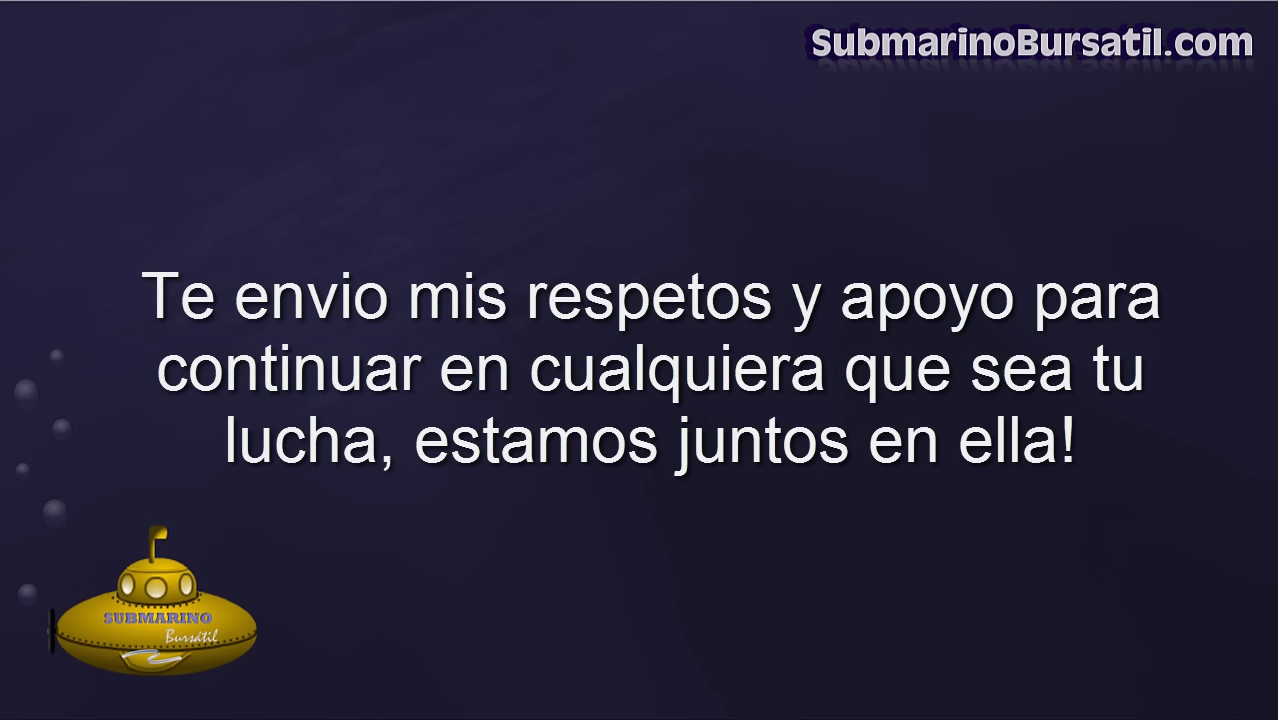 SubmarinoBursatil.com
Te envio mis respetos y apoyo para
continuar en cualquiera que sea tu
lucha, estamos juntos en ella!
SUBMARINO
Bursátil